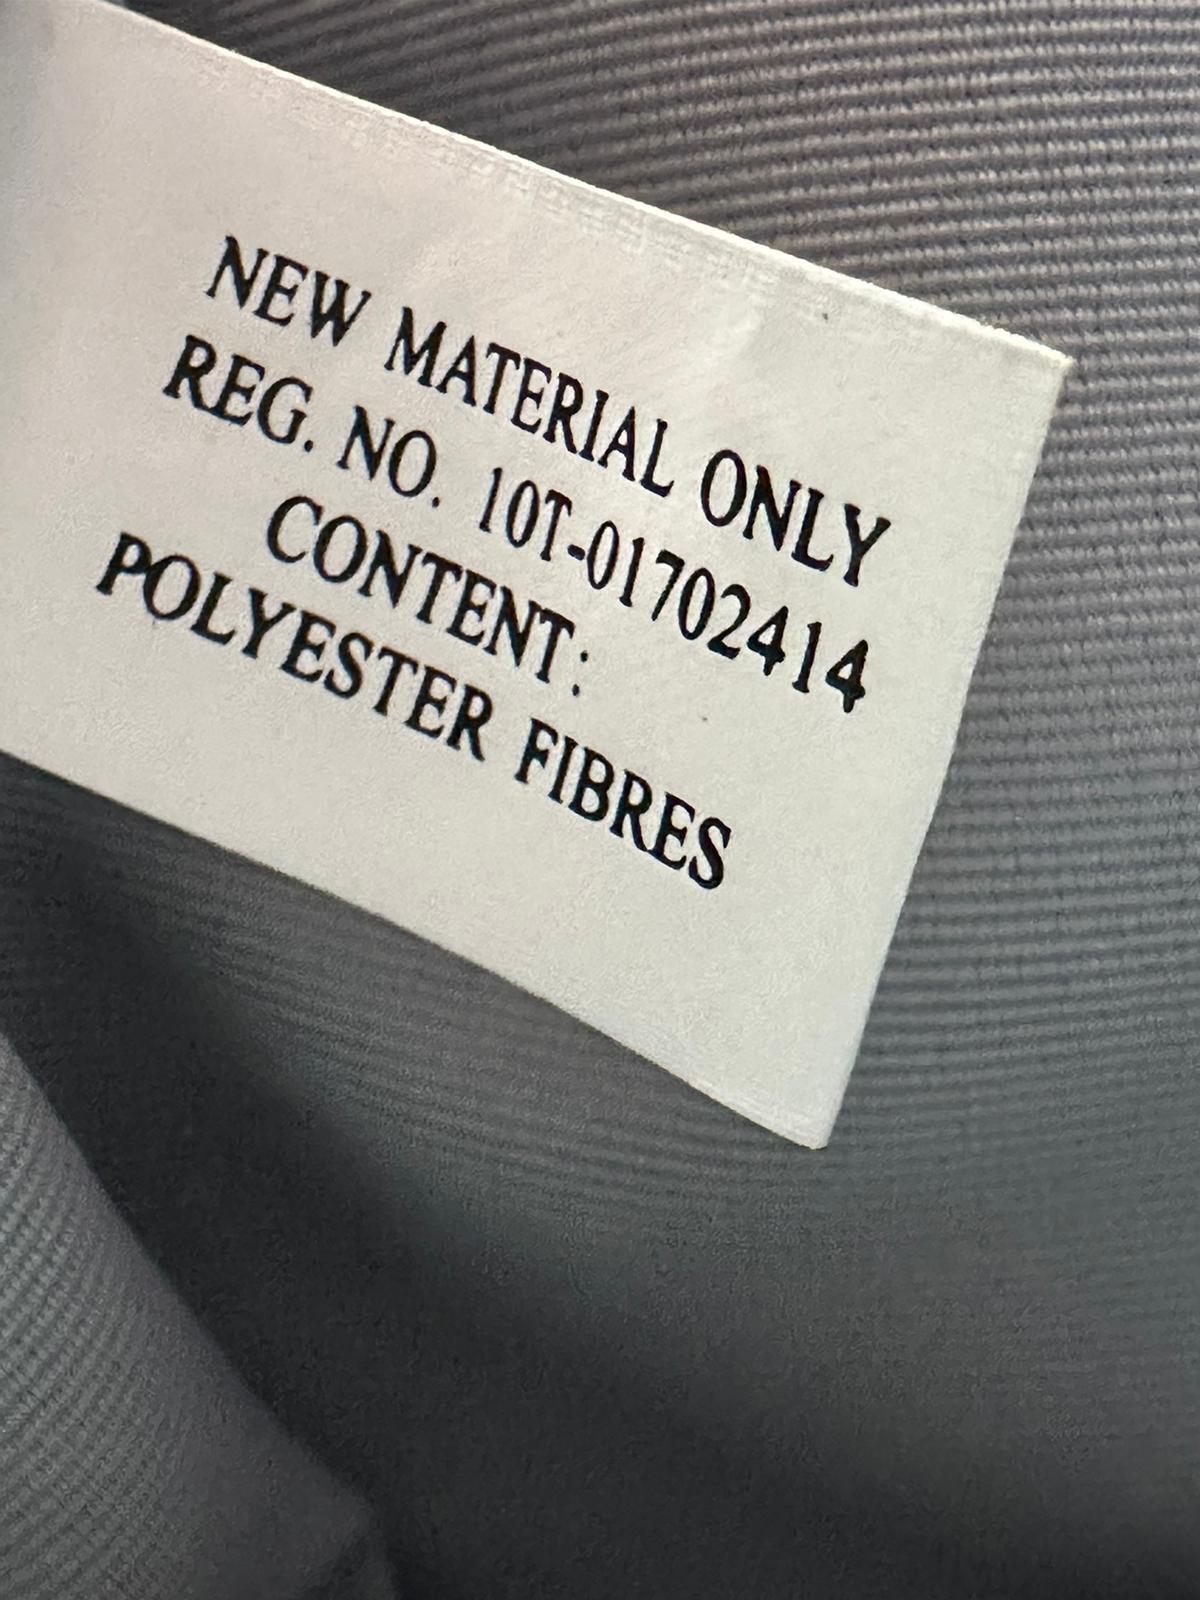 NEW MATERIAL ONLY
REG. NO. 10T-01702414
CONTENT:
POLYESTER FIBRES